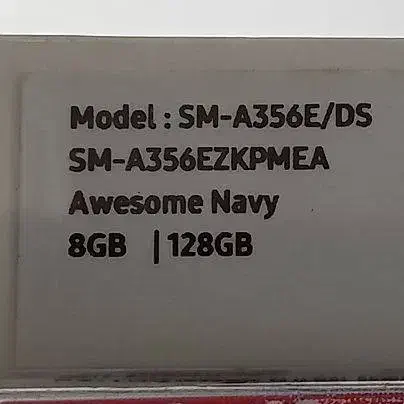 Model : SM-A356E/DS
SM-A356EZKPMEA
Awesome Navy
8GB | 128GB